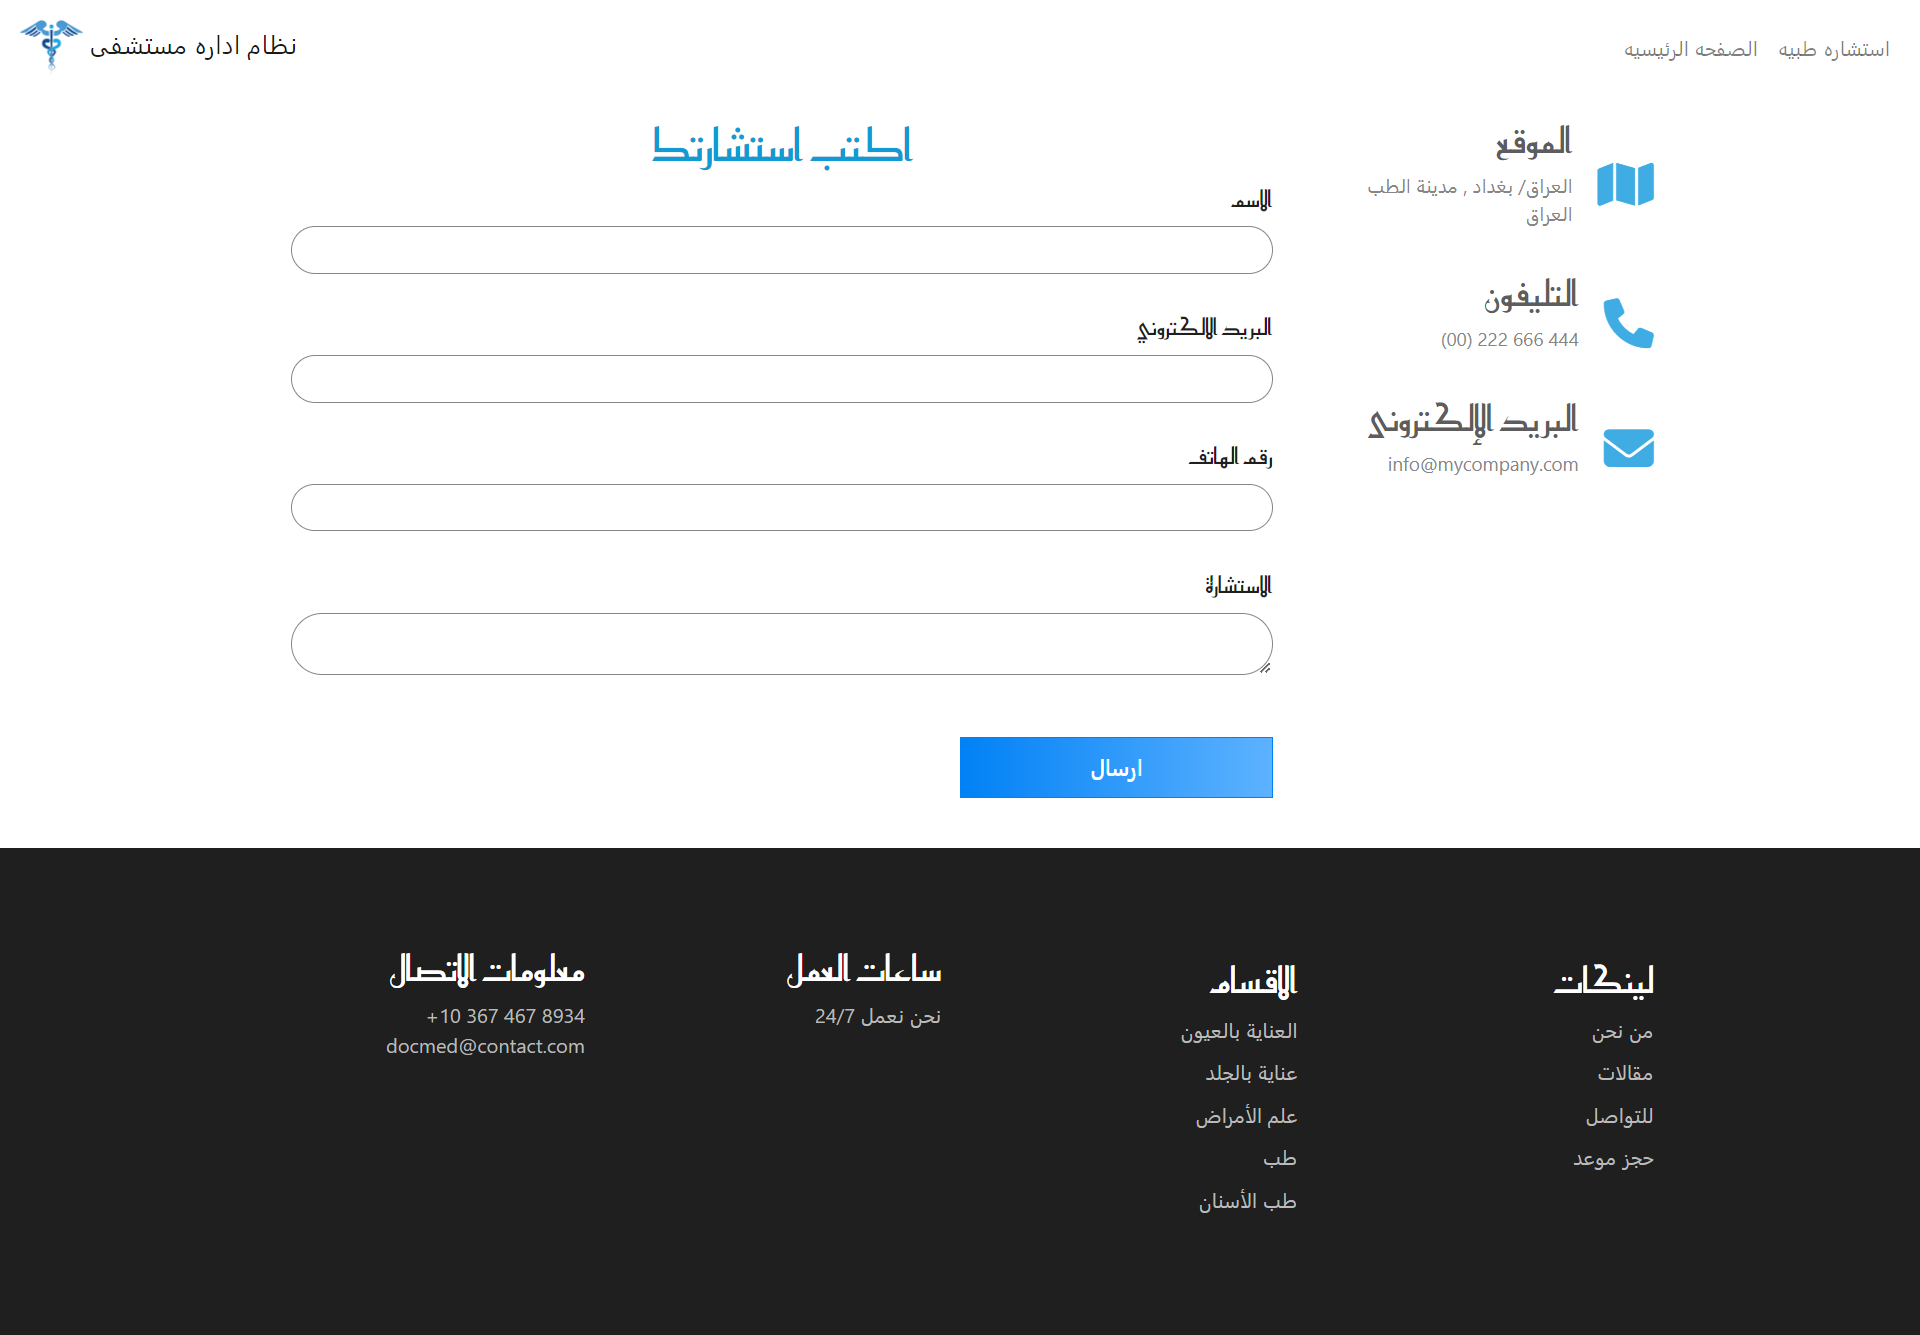 نظام اداره مستشفى
استشاره طبيه
الصفحه الرئيسيه
الموقع
العراق/ بغداد , مدينة الطب
العراق
التليفون
(00) 222 666 444
البريد الإلكتروني
info@mycompany.com
اكتب استشارتك
الاسم
البريد الالكتروني
رقم الهاتف
الاستشارة
ارسال
لينكات
من نحن
مقالات
للتواصل
حجز موعد
الاقسام
العناية بالعيون
عناية بالجلد
علم الأمراض
طب
طب الأسنان
ساعات العمل
نحن نعمل 24/7
معلومات الاتصال
+10 367 467 8934
docmed@contact.com